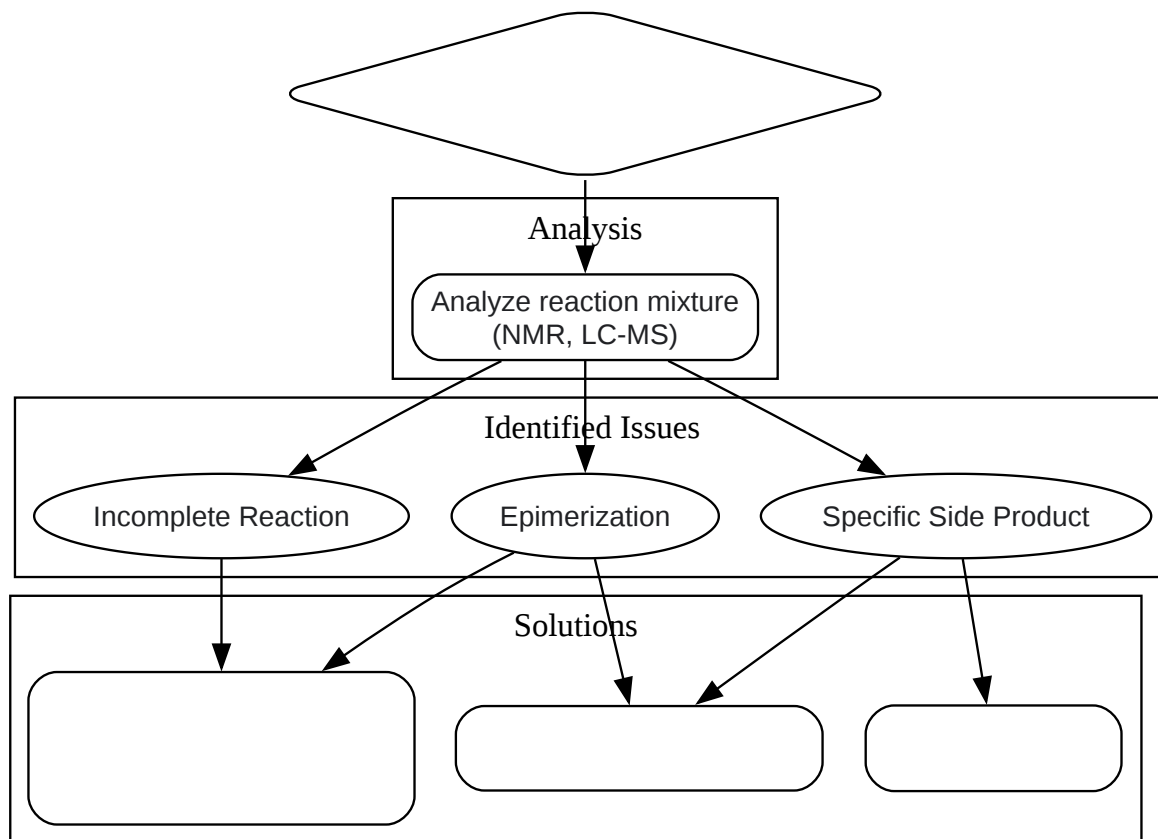 Analysis
Analyze reaction mixture
(NMR, LC-MS)
Identified Issues
Incomplete Reaction
Epimerization
Specific Side Product
Solutions